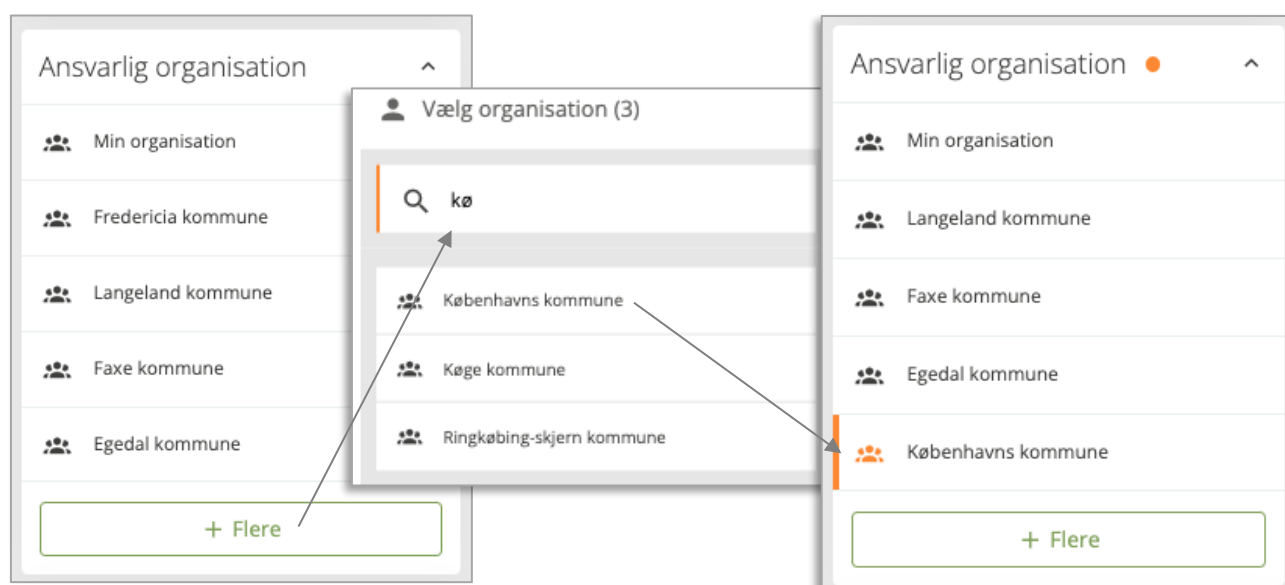 Ansvarlig organisation
Min organisation
Fredericia kommune
Langeland kommune
Faxe kommune
Egedal kommune
+ Flere
Vælg organisation (3)
kø
Københavns kommune
Køge kommune
Ringkøbing-skjern kommune
Ansvarlig organisation
Min organisation
Langeland kommune
Faxe kommune
Egedal kommune
Københavns kommune
+ Flere